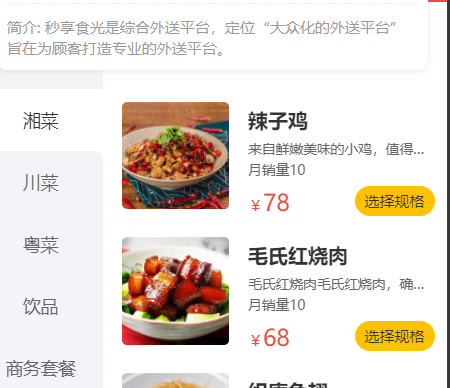 简介: 秒享食光是综合外送平台，定位“大众化的外送平台”
旨在为顾客打造专业的外送平台。
湘菜
川菜
粤菜
饮品
商务套餐
辣子鸡
来自鲜嫩美味的小鸡，值得...
月销量10
￥78
选择规格
毛氏红烧肉
毛氏红烧肉毛氏红烧肉，确...
月销量10
￥68
选择规格